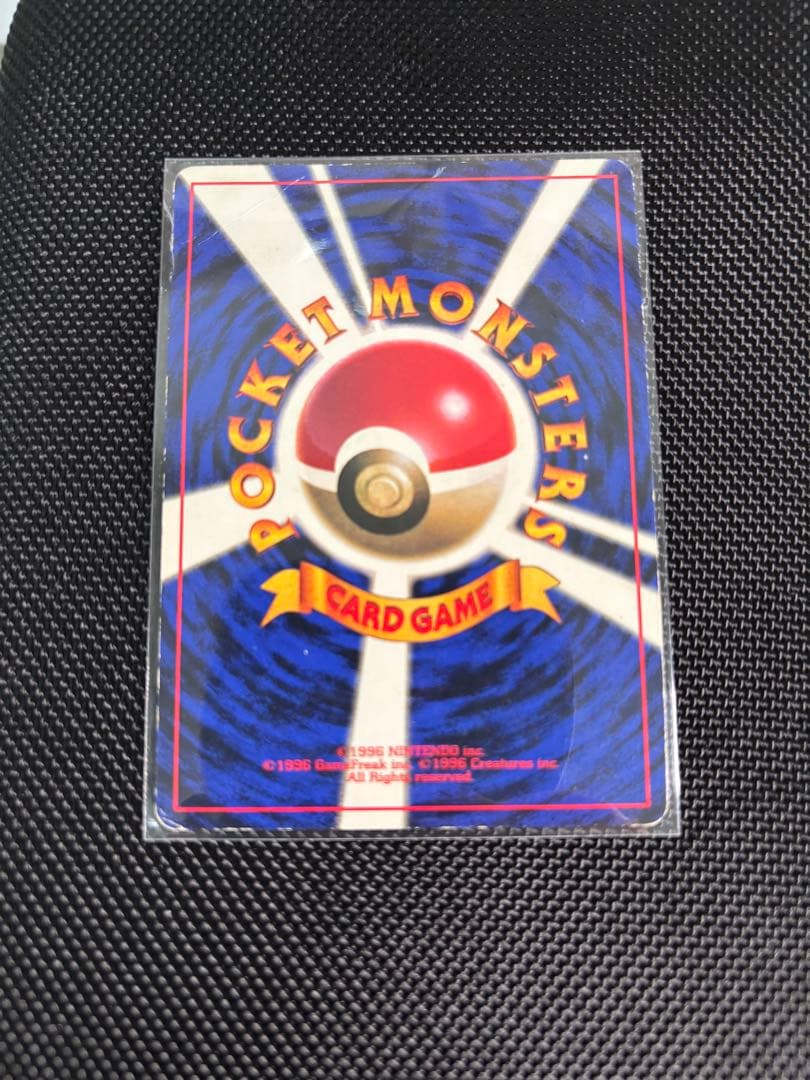 POCKET MONSTERS
CARD GAME
©1996 NINTENDO inc.
©1996 GameFreak inc. ©1996 Creatures inc.
All Rights reserved.